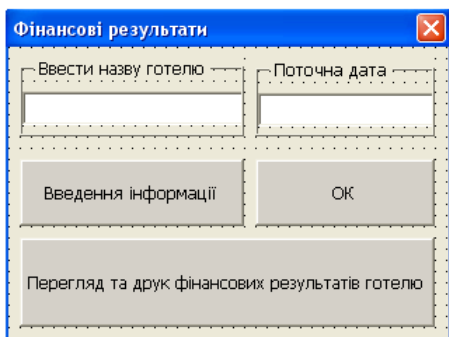 Фінансові результати
Ввести назву готелю
Поточна дата
Введення інформації
ОК
Перегляд та друк фінансових результатів готелю